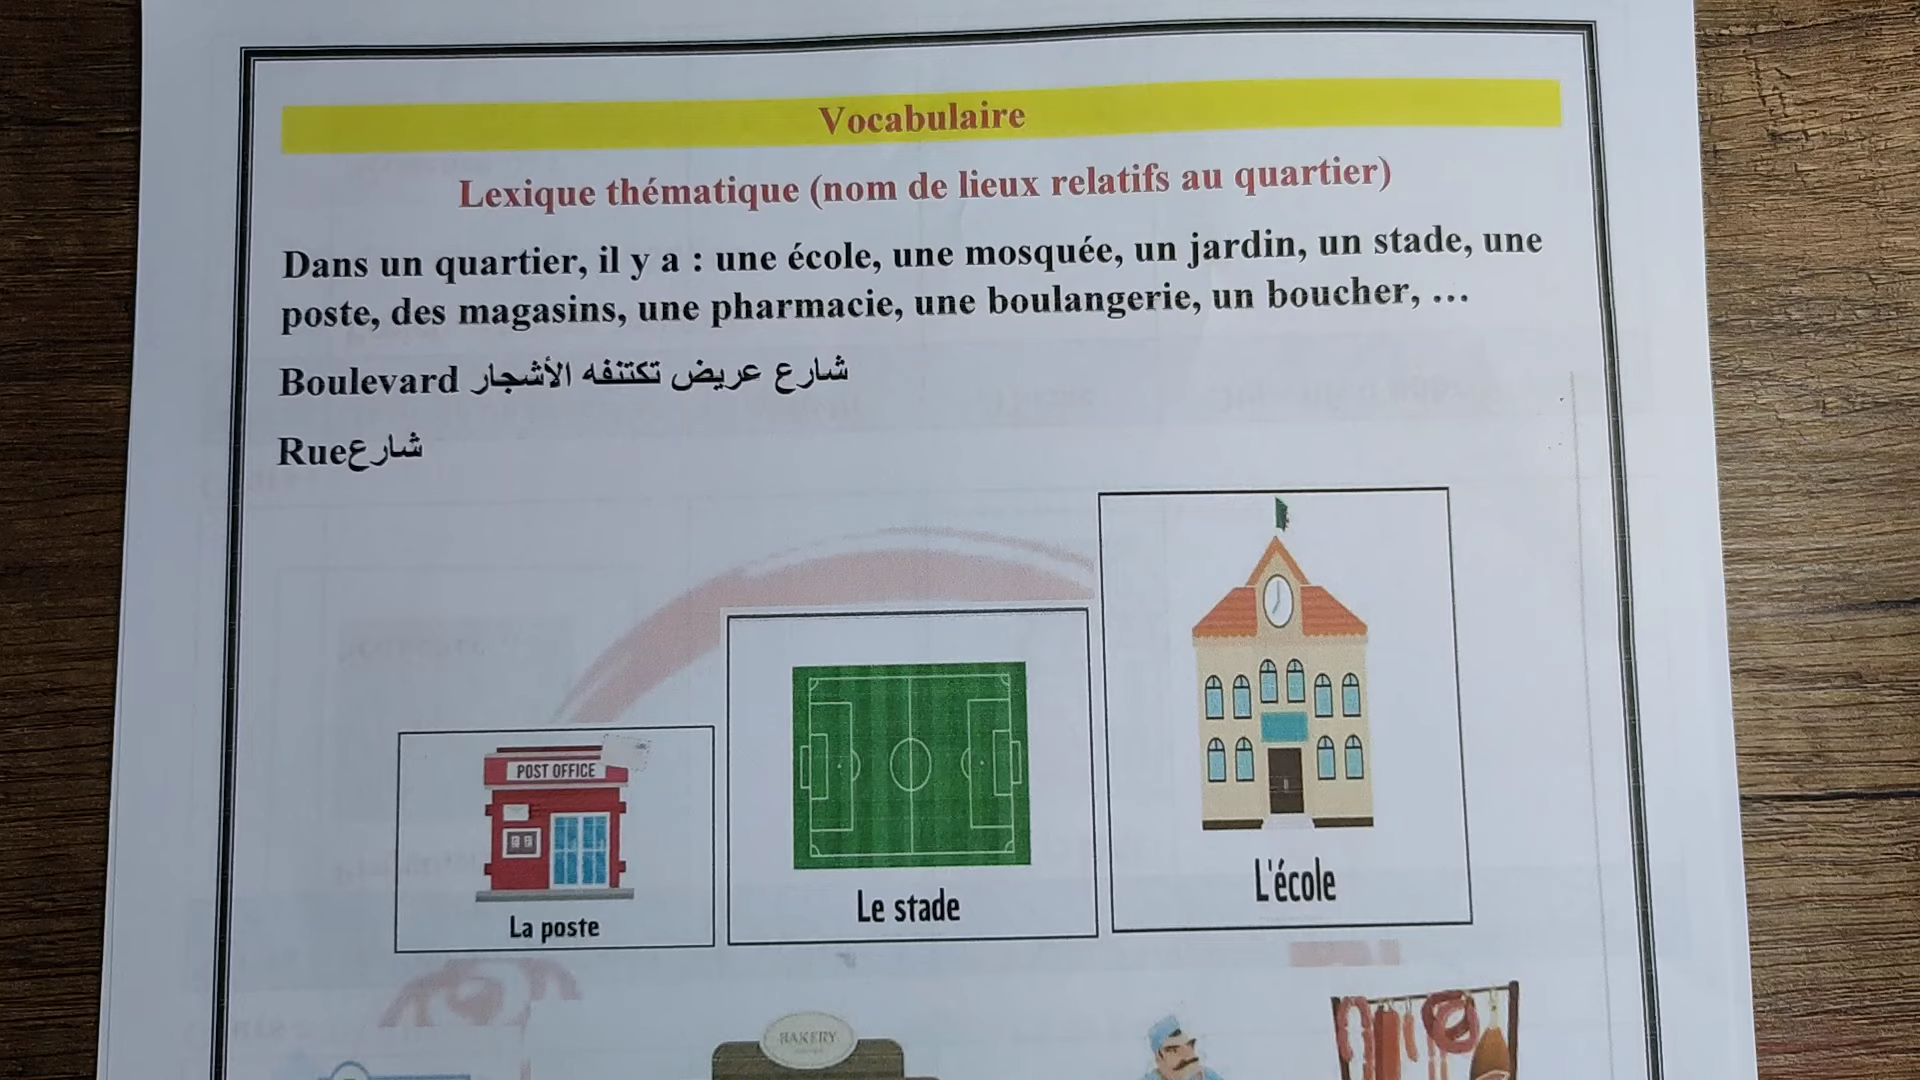 Vocabulaire
Lexique thématique (nom de lieux relatifs au quartier)
Dans un quartier, il y a : une école, une mosquée, un jardin, un stade, une
poste, des magasins, une pharmacie, une boulangerie, un boucher, ...
Boulevard شارع عريض تكتنفه الأشجار
Rue شارع
POST OFFICE
La poste
Le stade
L'école
BAKERY